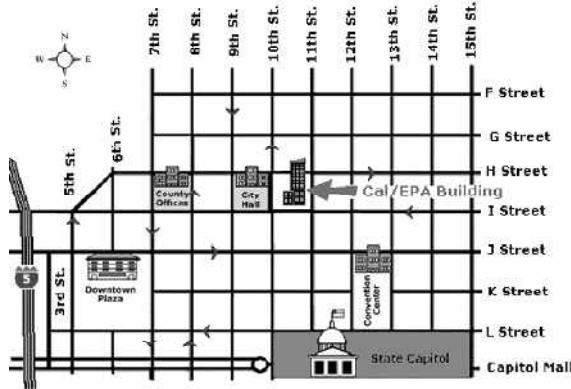 N
W E
S
7th St.
8th St.
9th St.
10th St.
11th St.
12th St.
13th St.
14th St.
15th St.
6th St.
5th St.
3rd St.
F Street
G Street
H Street
Cal/EPA Building
County
Offices
City
Hall
I Street
J Street
5
Downtown
Plaza
Convention
Center
K Street
L Street
State Capitol
Capitol Mall